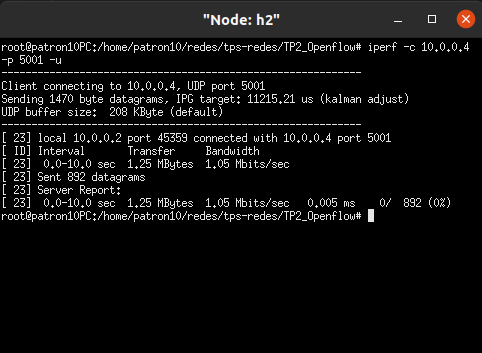 "Node: h2"
root@patron10PC:/home/patron10/redes/tps-redes/TP2_Openflow# iperf -c 10.0.0.4
-p 5001 -u
------------------------------------------------------------
Client connecting to 10.0.0.4, UDP port 5001
Sending 1470 byte datagrams, IPG target: 11215.21 us (kalman adjust)
UDP buffer size:  208 KByte (default)
------------------------------------------------------------
[ 23] local 10.0.0.2 port 45359 connected with 10.0.0.4 port 5001
[ ID] Interval       Transfer     Bandwidth
[ 23]  0.0-10.0 sec  1.25 MBytes  1.05 Mbits/sec
[ 23] Sent 892 datagrams
[ 23] Server Report:
[ 23]  0.0-10.0 sec  1.25 MBytes  1.05 Mbits/sec   0.005 ms    0/  892 (0%)
root@patron10PC:/home/patron10/redes/tps-redes/TP2_Openflow#